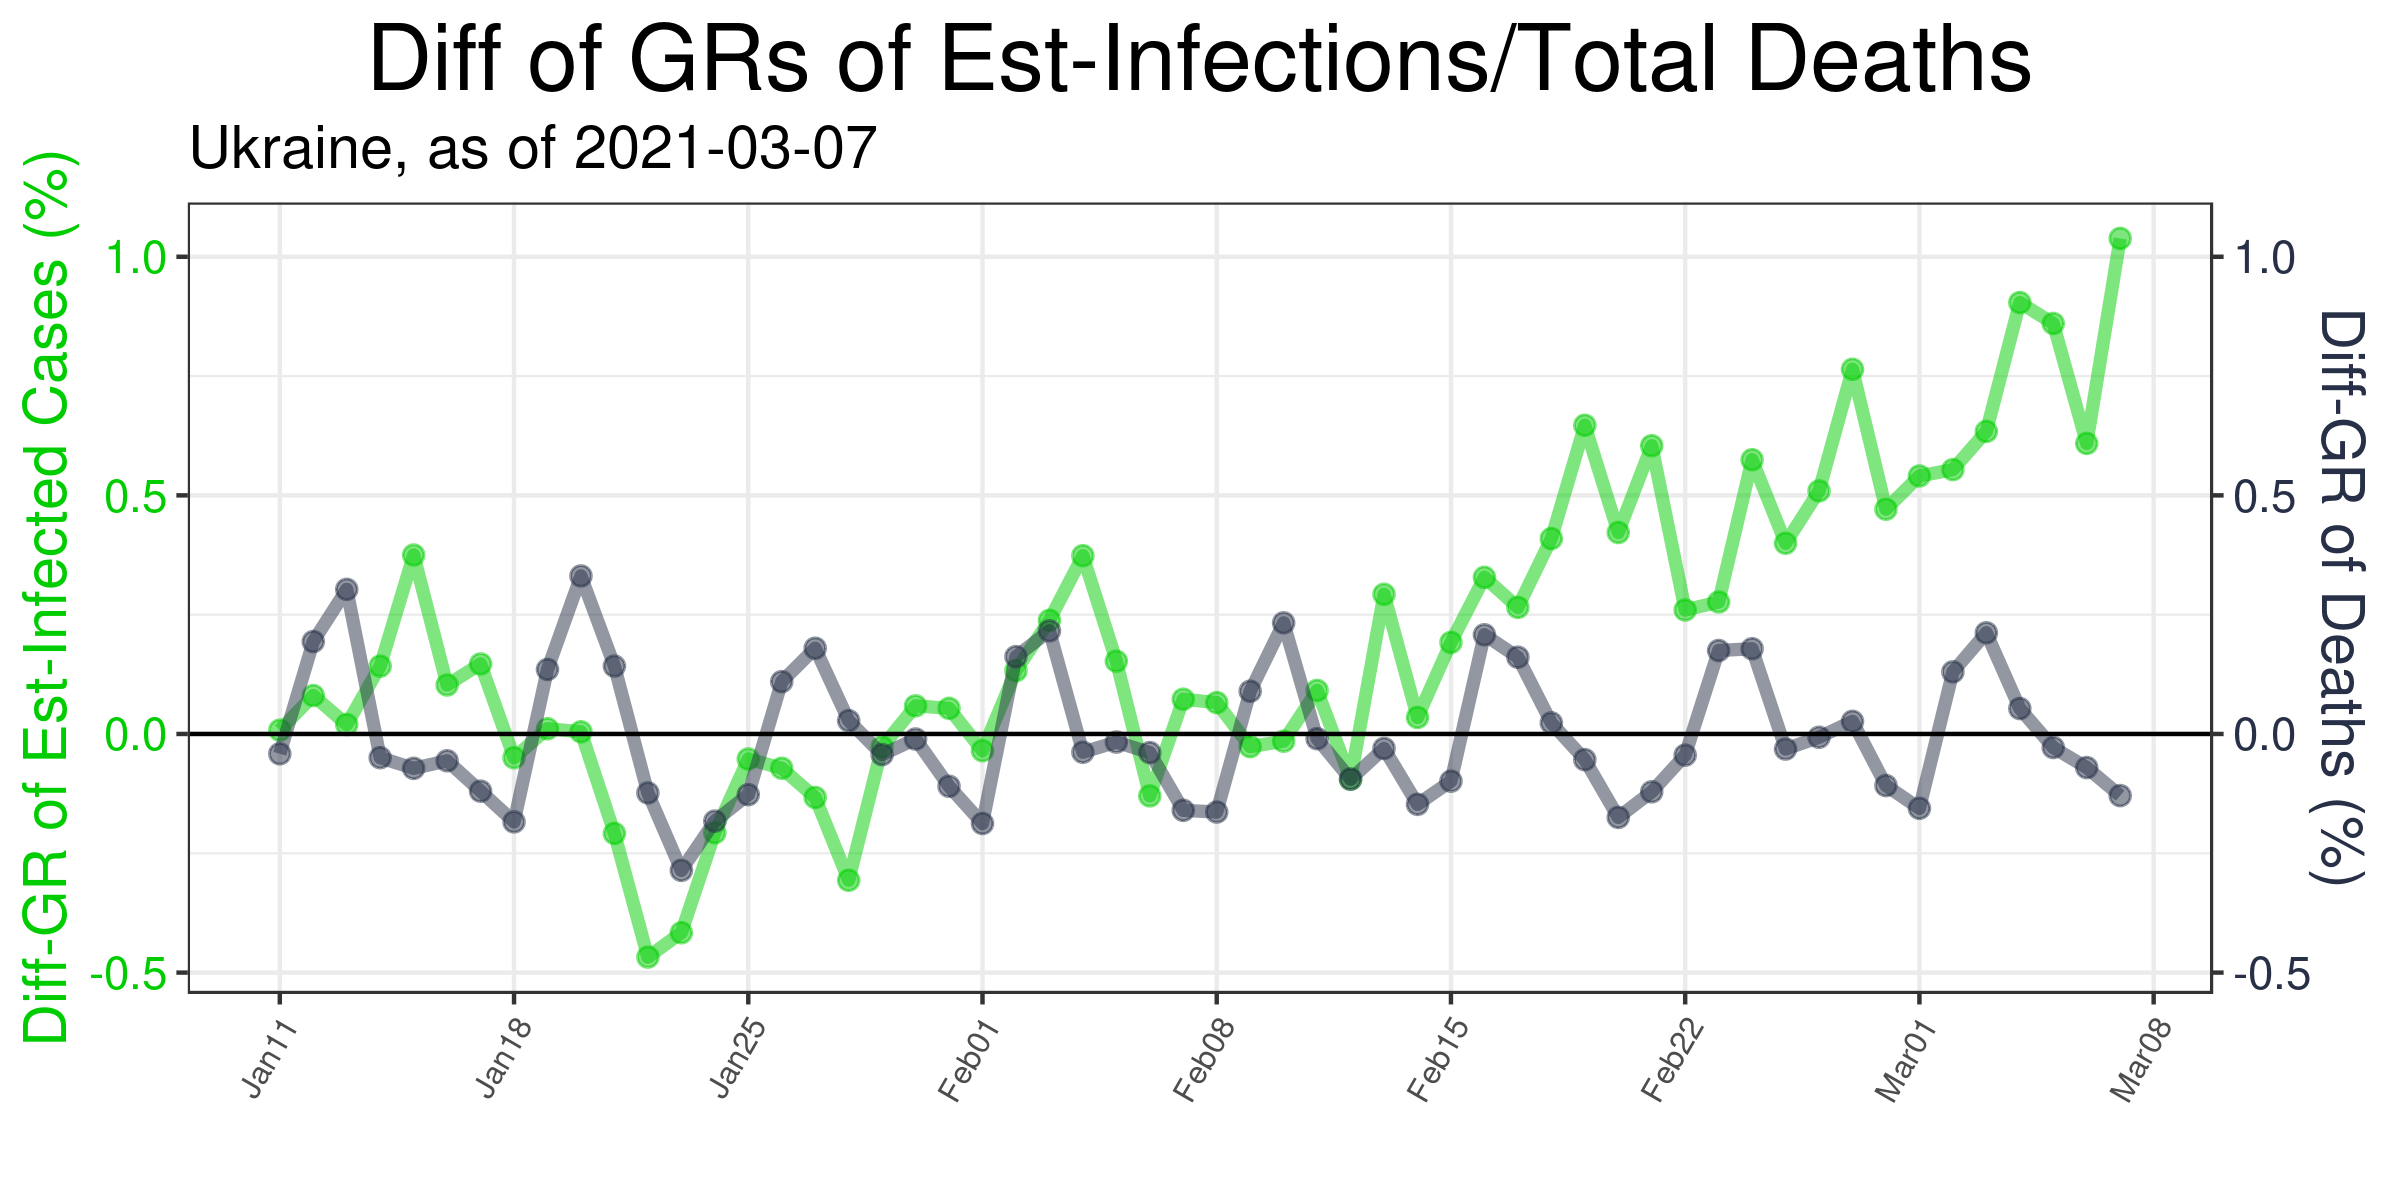 Diff of GRs of Est-Infections/Total Deaths
Ukraine, as of 2021-03-07
Diff-GR of Est-Infected Cases (%)
1.0
0.5
0.0
-0.5
1.0
0.5
0.0
-0.5
Diff-GR of Deaths (%)
Jan11
Jan18
Jan25
Feb01
Feb08
Feb15
Feb22
Mar01
Mar08